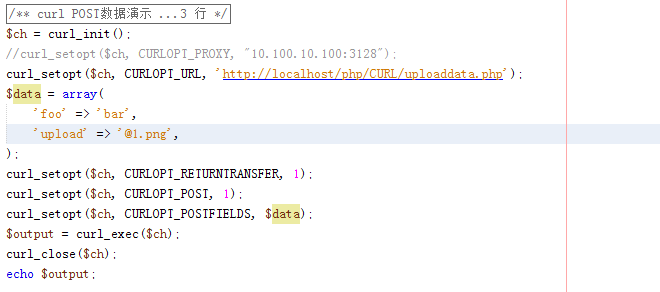 /** curl POST数据演示 ...3 行 */
$ch = curl_init();
//curl_setopt($ch, CURLOPT_PROXY, "10.100.10.100:3128");
curl_setopt($ch, CURLOPT_URL, 'http://localhost/php/CURL/uploaddata.php');
$data = array(
    'foo' => 'bar',
    'upload' => '@1.png',
);
curl_setopt($ch, CURLOPT_RETURNTRANSFER, 1);
curl_setopt($ch, CURLOPT_POST, 1);
curl_setopt($ch, CURLOPT_POSTFIELDS, $data);
$output = curl_exec($ch);
curl_close($ch);
echo $output;